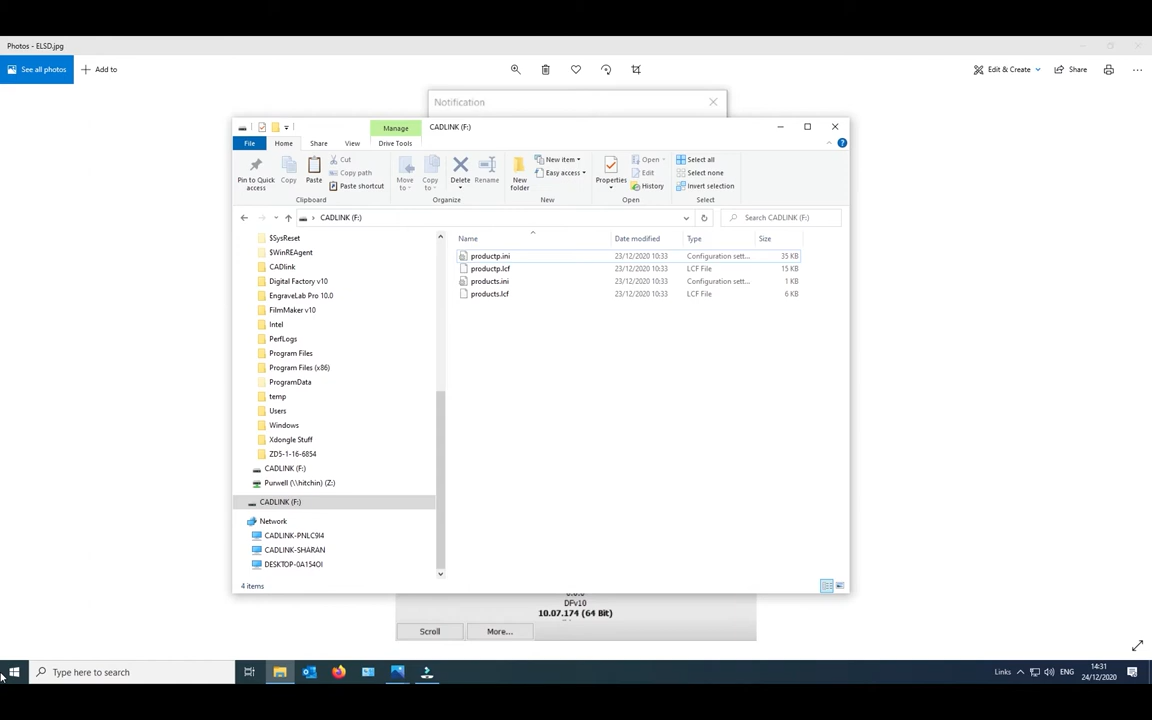 Photos - ELSD.jpg
See all photos
Add to
Edit & Create
Share
Notification
Manage
CADLINK (F:)
File
Home
Share
View
Drive Tools
Pin to Quick access
Copy
Paste
Cut
Copy path
Paste shortcut
Clipboard
Move to
Copy to
Delete
Rename
Organize
New folder
New item
Easy access
New
Properties
Open
Edit
History
Open
Select all
Select none
Invert selection
Select
CADLINK (F:)
Search CADLINK (F:)
Name
Date modified
Type
Size
productp.ini 23/12/2020 10:33 Configuration sett... 35 KB
productp.lcf 23/12/2020 10:33 LCF File 15 KB
products.ini 23/12/2020 10:33 Configuration sett... 1 KB
products.lcf 23/12/2020 10:33 LCF File 6 KB
$SysReset
$WinREAgent
CADlink
Digital Factory v10
EngraveLab Pro 10.0
FilmMaker v10
Intel
PerfLogs
Program Files
Program Files (x86)
ProgramData
temp
Users
Windows
Xdongle Stuff
ZD5-1-16-6854
CADLINK (F:)
Purwell (\\hitchin) (Z:)
CADLINK (F:)
Network
CADLINK-PNLC9I4
CADLINK-SHARAN
DESKTOP-0A154OI
4 items
DFv10
10.07.174 (64 Bit)
Scroll
More...
Type here to search
Links
ENG
14:31
24/12/2020